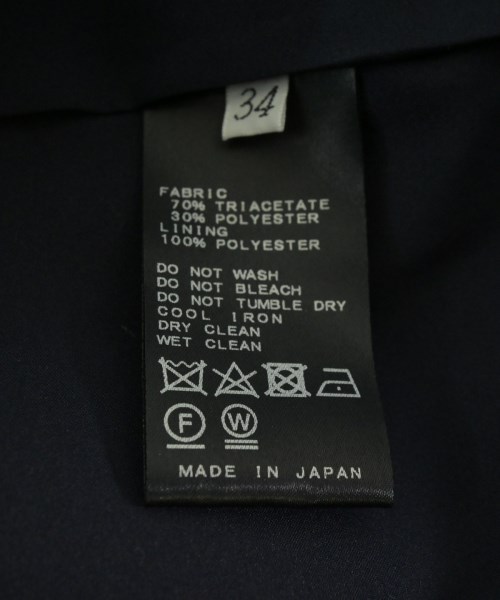 34
FABRIC
70% TRIACETATE
30% POLYESTER
LINING
100% POLYESTER
DO NOT WASH
DO NOT BLEACH
DO NOT TUMBLE DRY
COOL IRON
DRY CLEAN
WET CLEAN
F W
MADE IN JAPAN